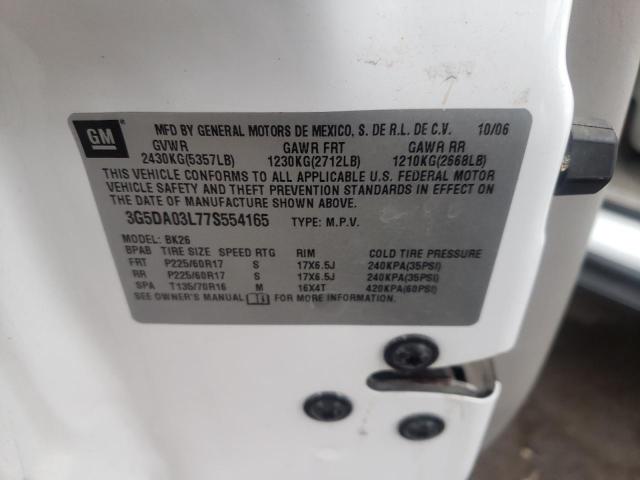 GM
MFD BY GENERAL MOTORS DE MEXICO, S. DE R.L. DE C.V. 10/06
GVWR GAWR FRT GAWR RR
2430KG(5357LB) 1230KG(2712LB) 1210KG(2668LB)
THIS VEHICLE CONFORMS TO ALL APPLICABLE U.S. FEDERAL MOTOR
VEHICLE SAFETY AND THEFT PREVENTION STANDARDS IN EFFECT ON
THE DATE OF MANUFACTURE SHOWN ABOVE.
3G5DA03L77S554165 TYPE: M.P.V.
MODEL: BK26
BPAB TIRE SIZE SPEED RTG RIM COLD TIRE PRESSURE
FRT P225/60R17 S 17X6.5J 240KPA(35PSI)
RR P225/60R17 S 17X6.5J 240KPA(35PSI)
SPA T135/70R16 M 16X4T 420KPA(60PSI)
SEE OWNER'S MANUAL FOR MORE INFORMATION.